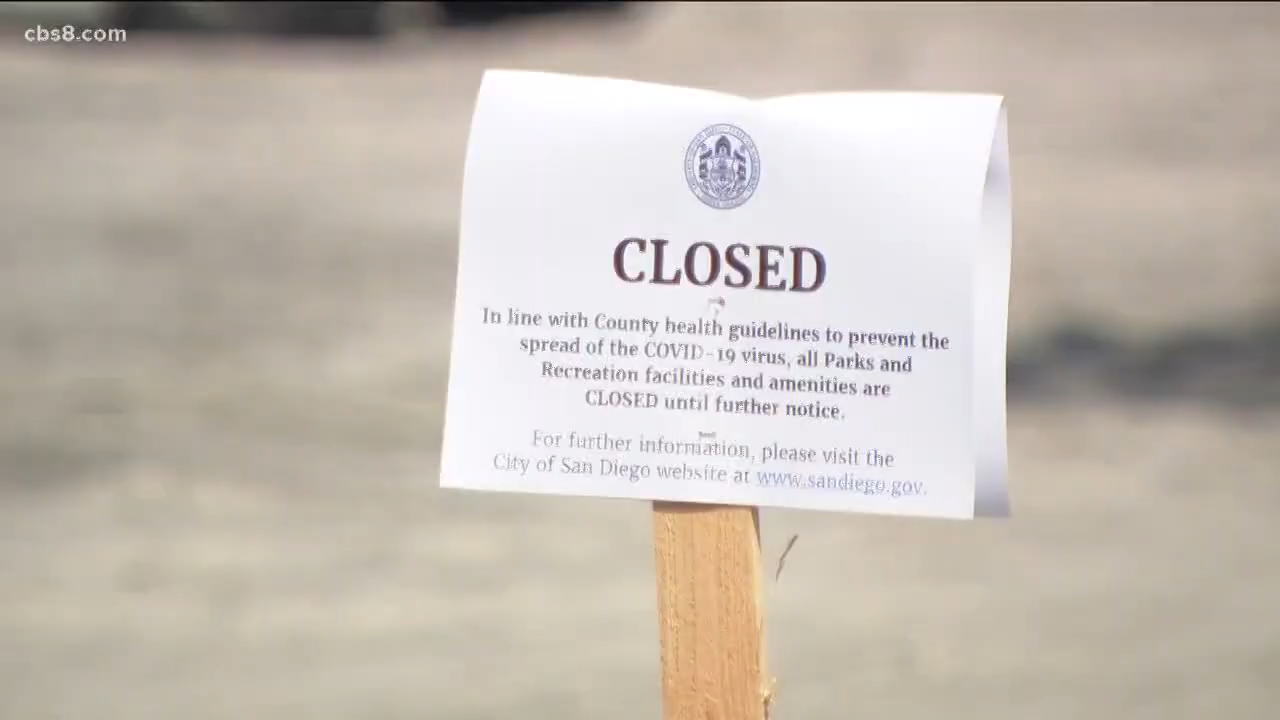 cbs8.com
CLOSED
In line with County health guidelines to prevent the
spread of the COVID-19 virus, all Parks and
Recreation facilities and amenities are
CLOSED until further notice.
For further information, please visit the
City of San Diego website at www.sandiego.gov.